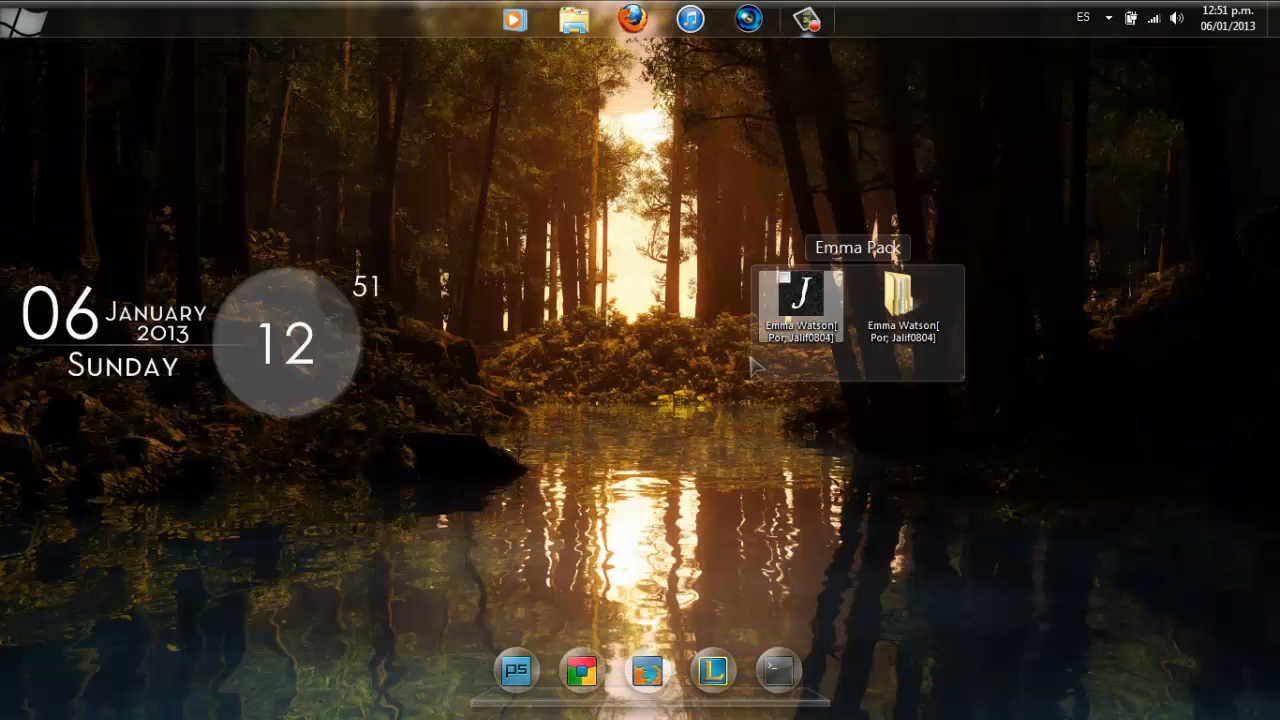 ES
12:51 p.m.
06/01/2013
Emma Pack
Emma Watson[
Por; Jalif0804]
Emma Watson[
Por; Jalif0804]
J
06
January
2013
Sunday
12
51
PS
L
>_